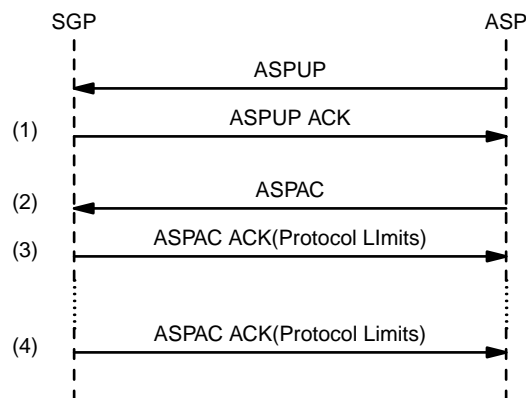 SGP ASP
ASPUP
(1) ASPUP ACK
(2) ASPAC
(3) ASPAC ACK(Protocol LImits)
(4) ASPAC ACK(Protocol Limits)